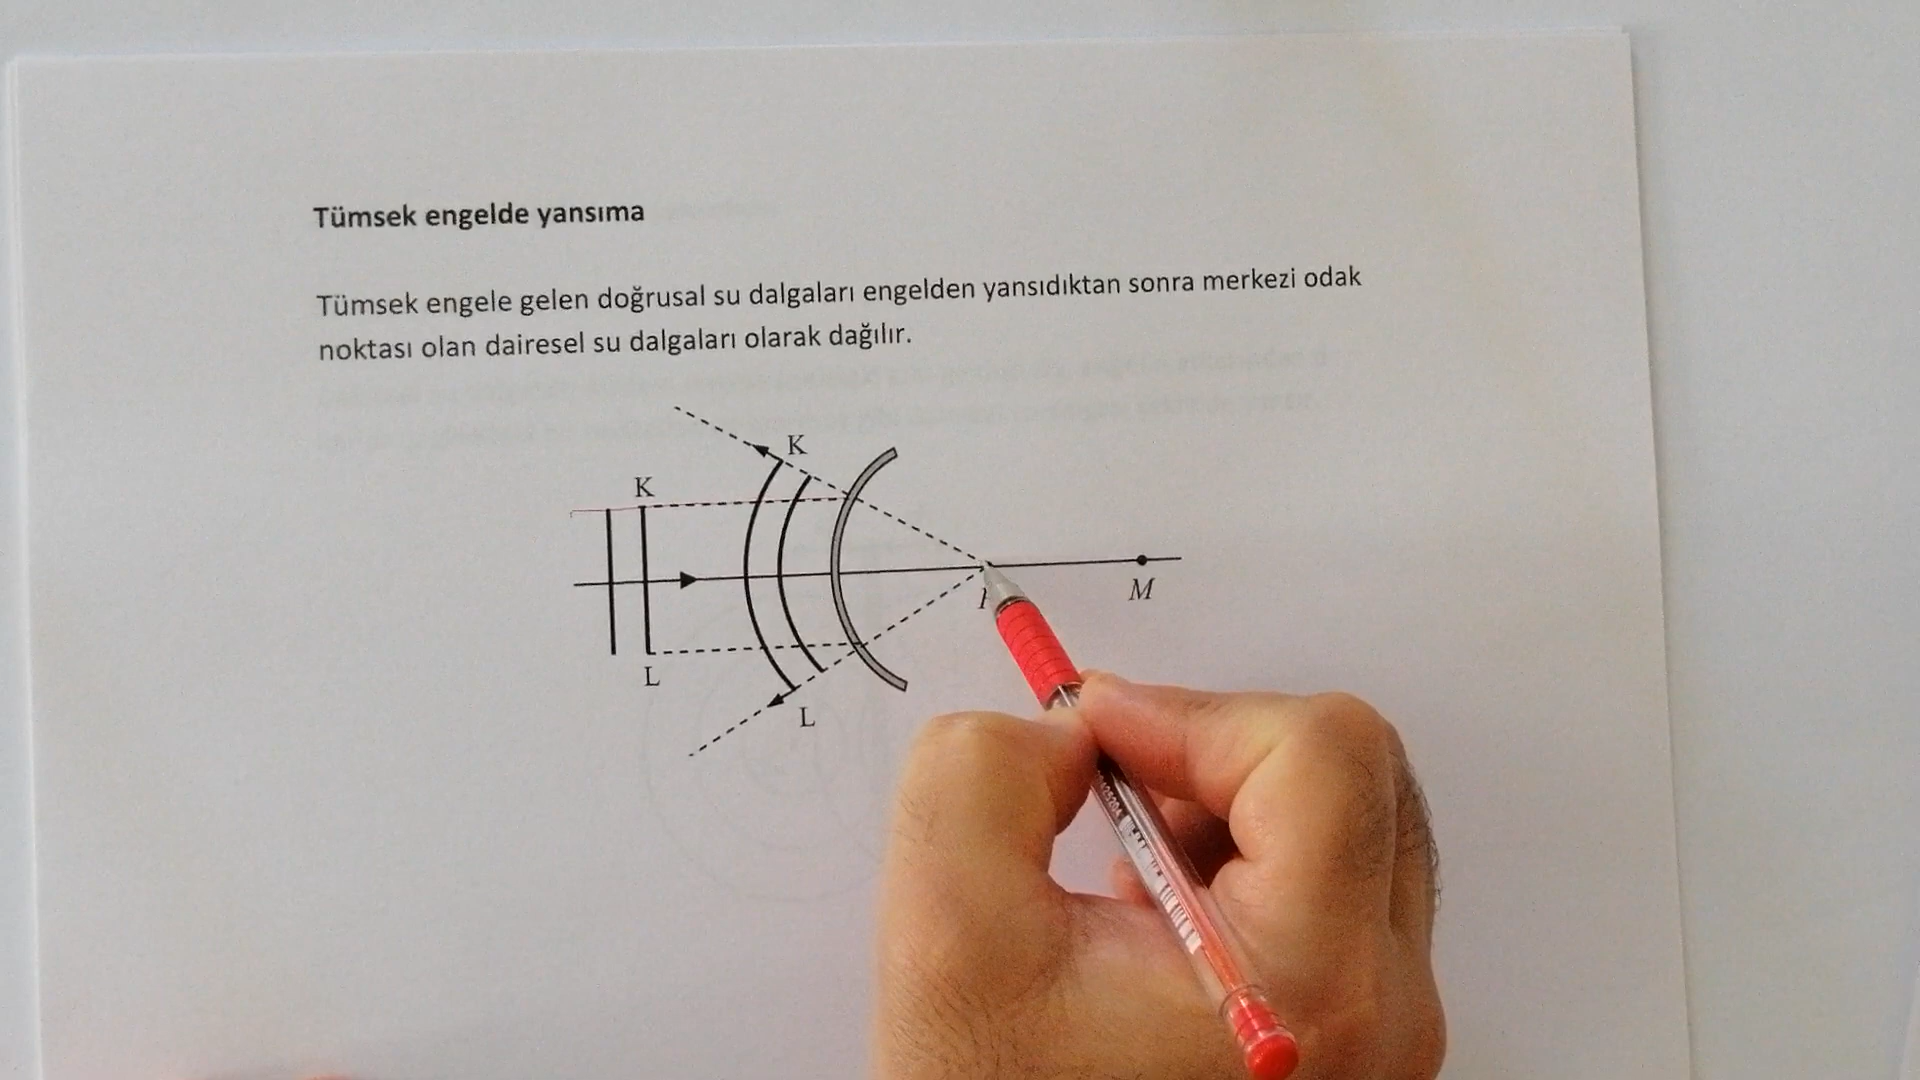 Tümsek engelde yansıma
Tümsek engele gelen doğrusal su dalgaları engelden yansıdıktan sonra merkezi odak
noktası olan dairesel su dalgaları olarak dağılır.
K
K
M
L
L